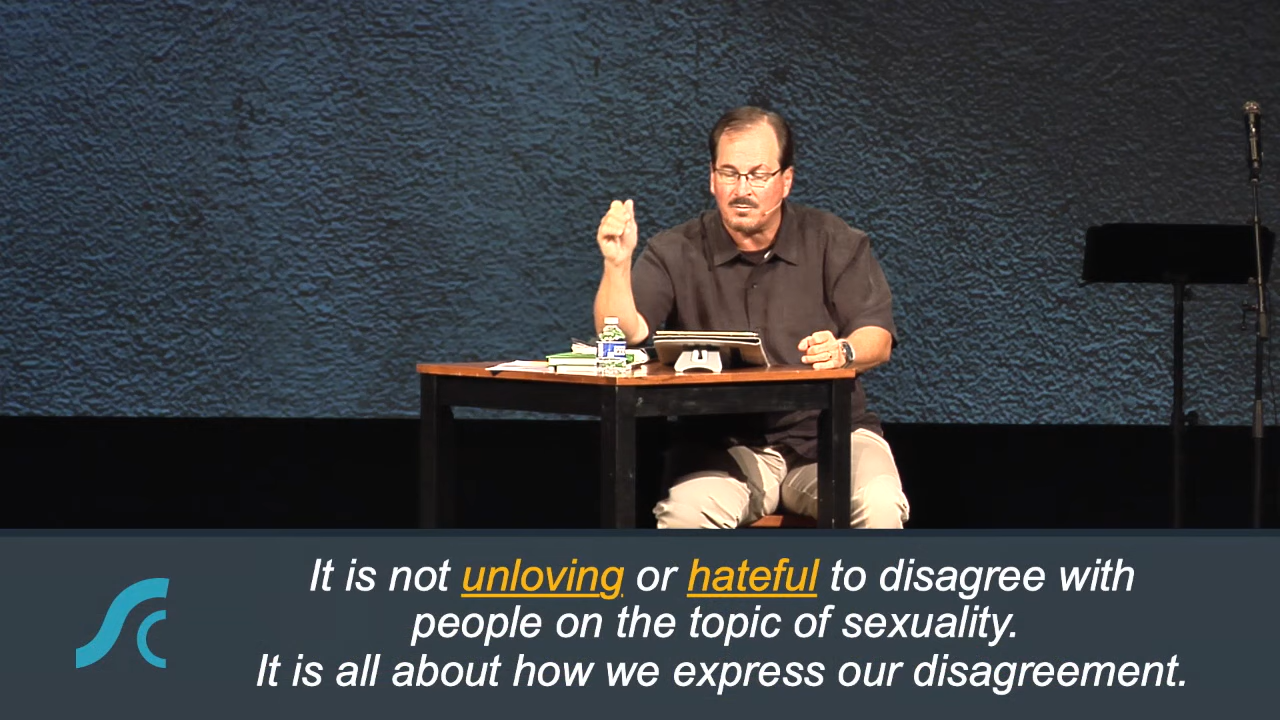 It is not unloving or hateful to disagree with
people on the topic of sexuality.
It is all about how we express our disagreement.